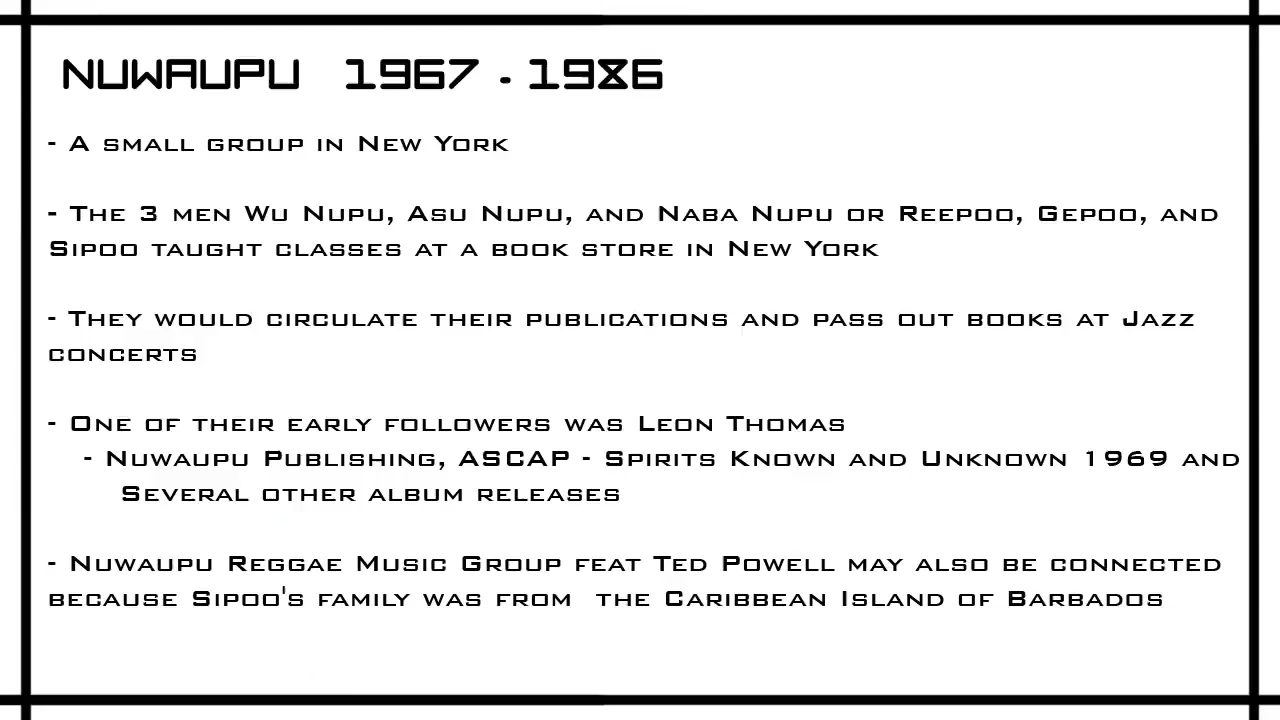 NUWAUPU 1967 - 1986
- A small group in New York
- The 3 men Wu Nupu, Asu Nupu, and Naba Nupu or Reepoo, Gepoo, and
Sipoo taught classes at a book store in New York
- They would circulate their publications and pass out books at Jazz
concerts
- One of their early followers was Leon Thomas
- Nuwaupu Publishing, ASCAP - Spirits Known and Unknown 1969 and
Several other album releases
- Nuwaupu Reggae Music Group feat Ted Powell may also be connected
because Sipoo's family was from the Caribbean Island of Barbados